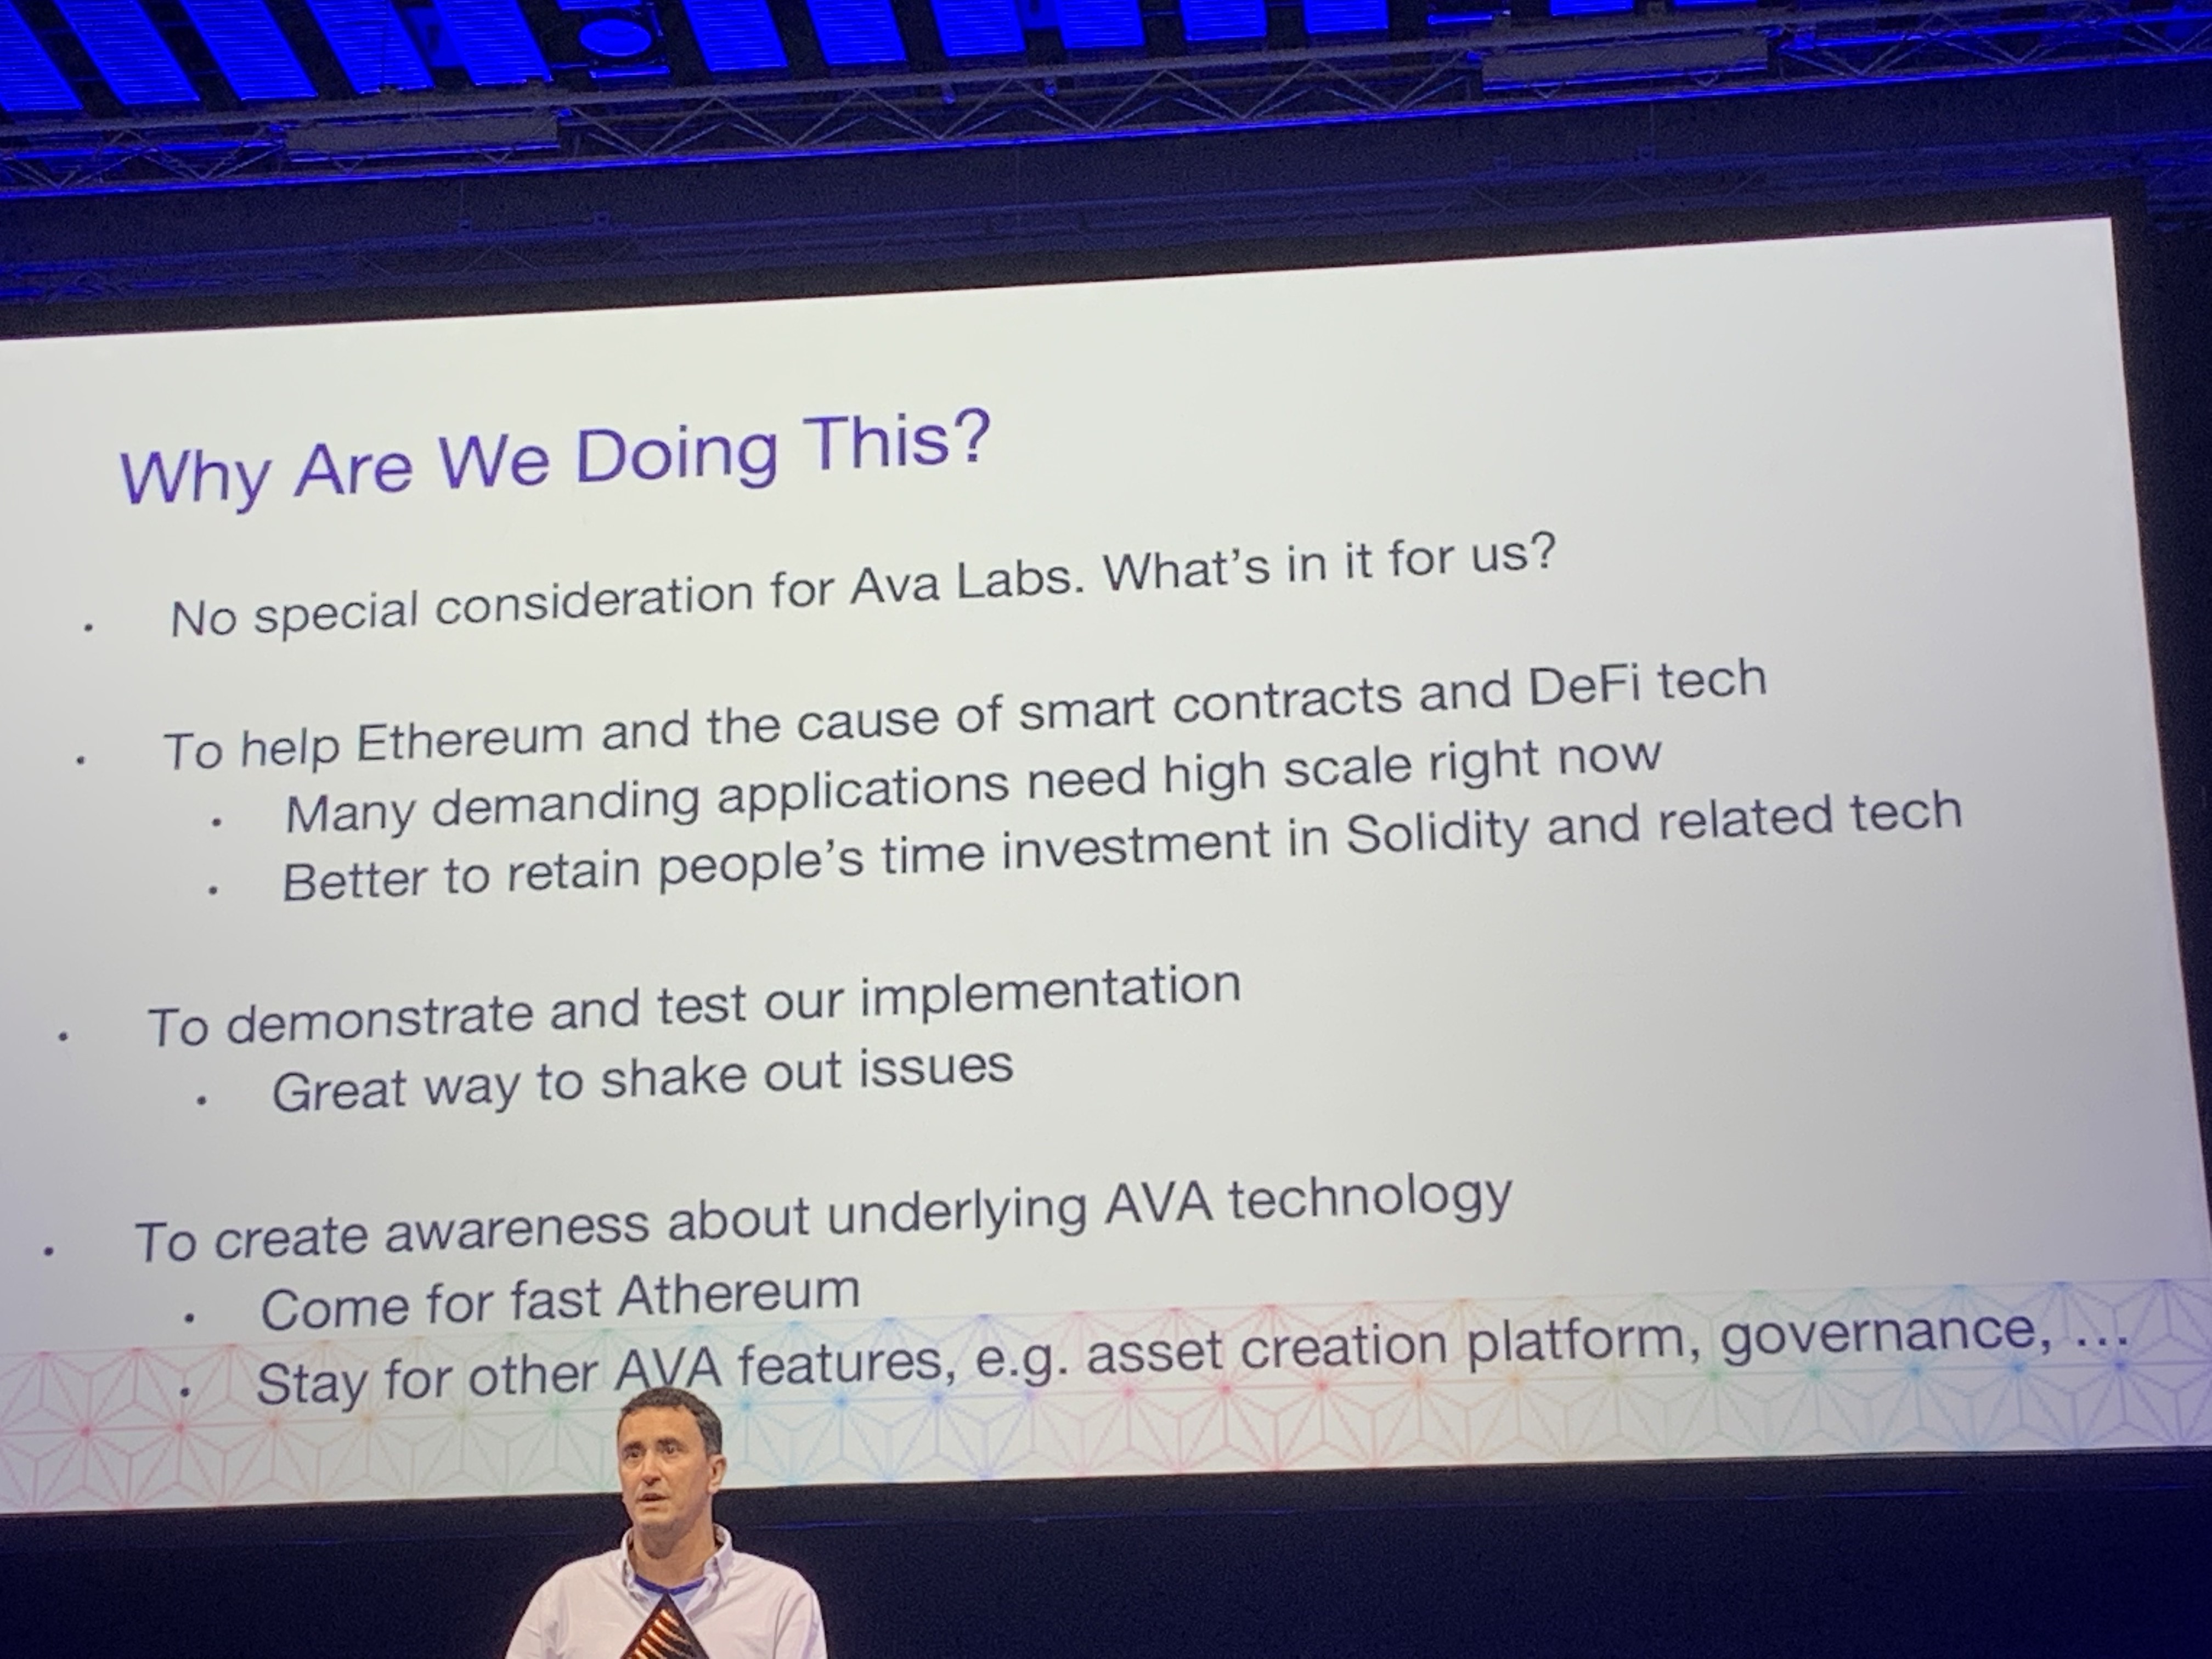 Why Are We Doing This?
• No special consideration for Ava Labs. What's in it for us?
• To help Ethereum and the cause of smart contracts and DeFi tech
• Many demanding applications need high scale right now
• Better to retain people's time investment in Solidity and related tech
• To demonstrate and test our implementation
• Great way to shake out issues
• To create awareness about underlying AVA technology
• Come for fast Athereum
• Stay for other AVA features, e.g. asset creation platform, governance, ...